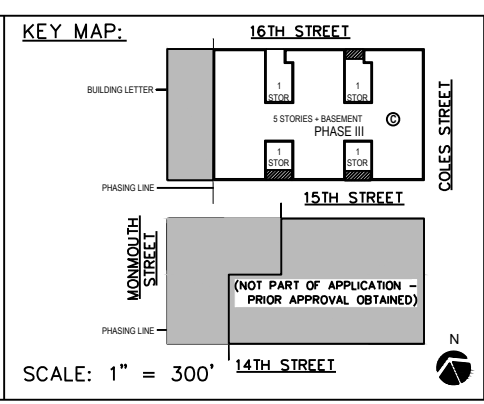 KEY MAP:
16TH STREET
BUILDING LETTER
1
STOR
1
STOR
5 STORIES + BASEMENT
PHASE III
C
COLES STREET
1
STOR
1
STOR
PHASING LINE
15TH STREET
MONMOUTH
STREET
(NOT PART OF APPLICATION -
PRIOR APPROVAL OBTAINED)
PHASING LINE
N
SCALE: 1" = 300'
14TH STREET